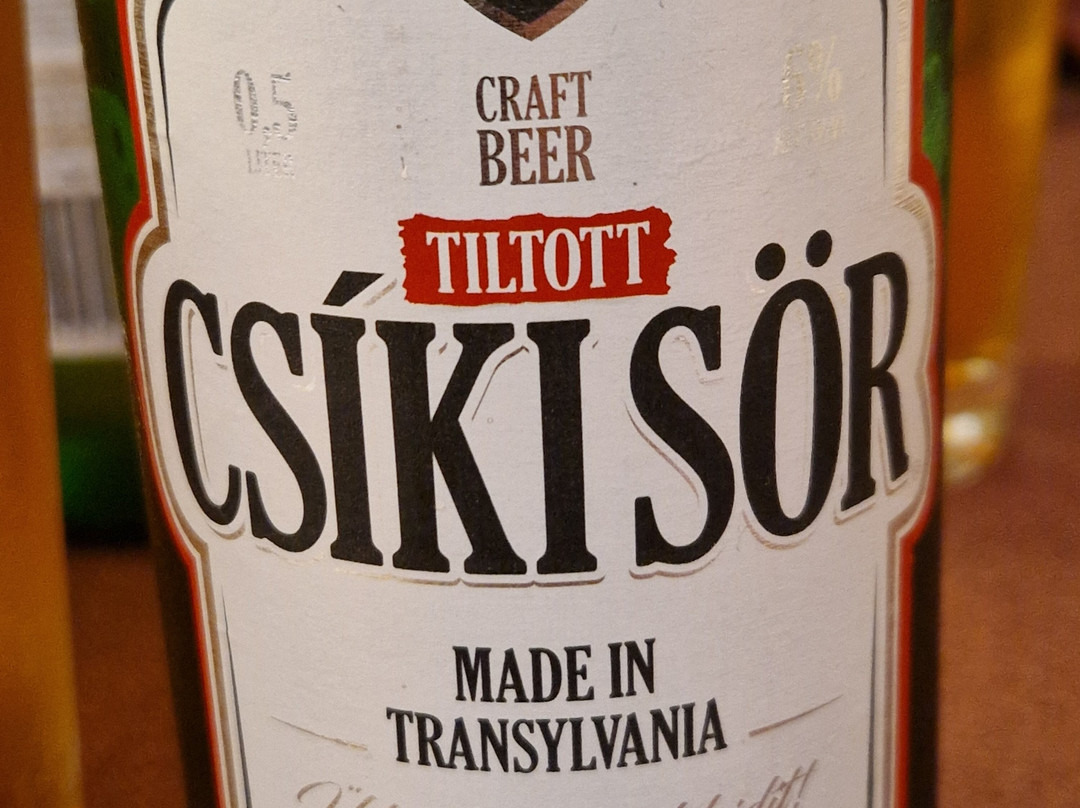 CRAFT
BEER
TILTOTT
CSÍKI SÖR
MADE IN
TRANSYLVANIA